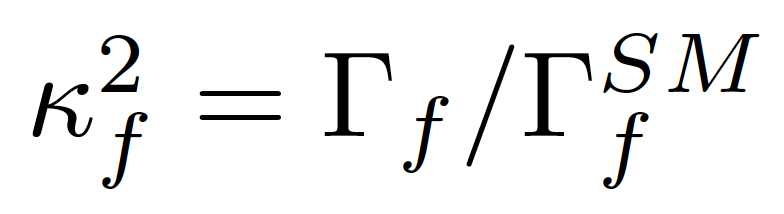 κ_f^2 = Γ_f / Γ_f^{SM}